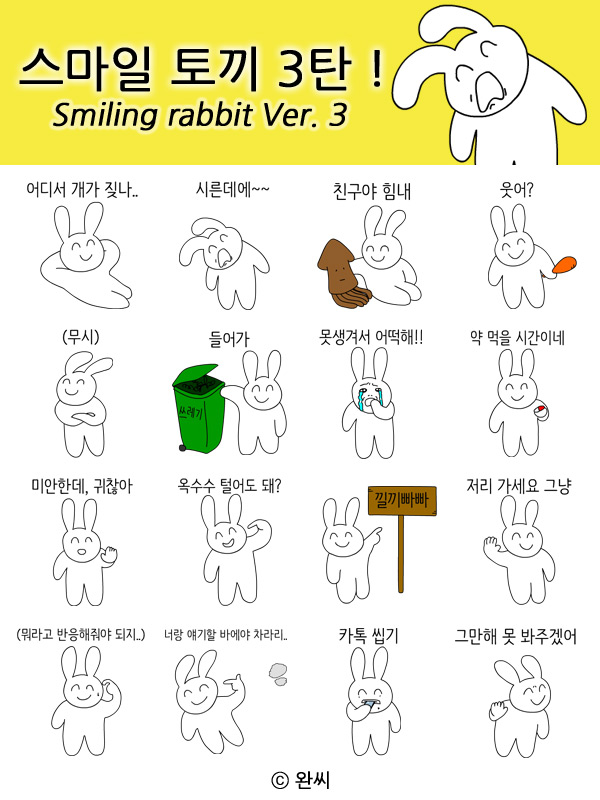 스마일 토끼 3탄 !
Smiling rabbit Ver. 3
어디서 개가 짖나..
시른데에~~
친구야 힘내
웃어?
(무시)
들어가
쓰레기
못생겨서 어떡해!!
약 먹을 시간이네
미안한데, 귀찮아
옥수수 털어도 돼?
낄끼빠빠
저리 가세요 그냥
(뭐라고 반응해줘야 되지..)
너랑 얘기할 바에야 차라리..
카톡 씹기
그만해 못 봐주겠어
ⓒ 완씨